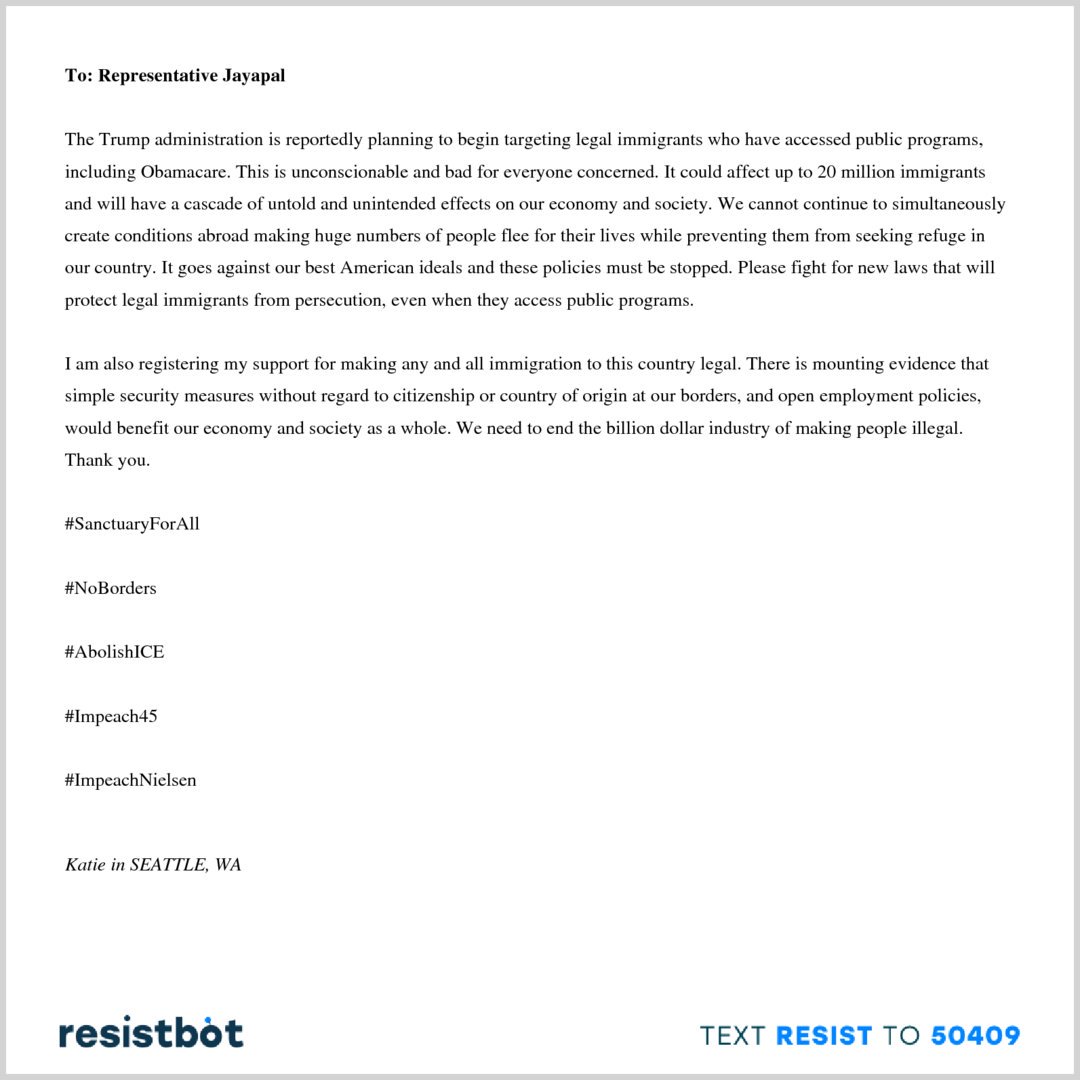 To: Representative Jayapal
The Trump administration is reportedly planning to begin targeting legal immigrants who have accessed public programs,
including Obamacare. This is unconscionable and bad for everyone concerned. It could affect up to 20 million immigrants
and will have a cascade of untold and unintended effects on our economy and society. We cannot continue to simultaneously
create conditions abroad making huge numbers of people flee for their lives while preventing them from seeking refuge in
our country. It goes against our best American ideals and these policies must be stopped. Please fight for new laws that will
protect legal immigrants from persecution, even when they access public programs.
I am also registering my support for making any and all immigration to this country legal. There is mounting evidence that
simple security measures without regard to citizenship or country of origin at our borders, and open employment policies,
would benefit our economy and society as a whole. We need to end the billion dollar industry of making people illegal.
Thank you.
#SanctuaryForAll
#NoBorders
#AbolishICE
#Impeach45
#ImpeachNielsen
Katie in SEATTLE, WA
resistbot
TEXT RESIST TO 50409